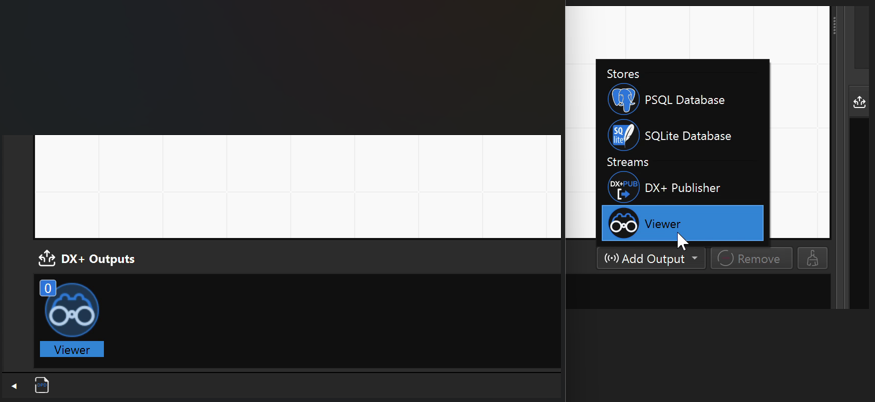 Stores
PSQL Database
SQ
lite
SQLite Database
Streams
DX+PUB
DX+ Publisher
Viewer
DX+ Outputs
Add Output
Remove
0
Viewer